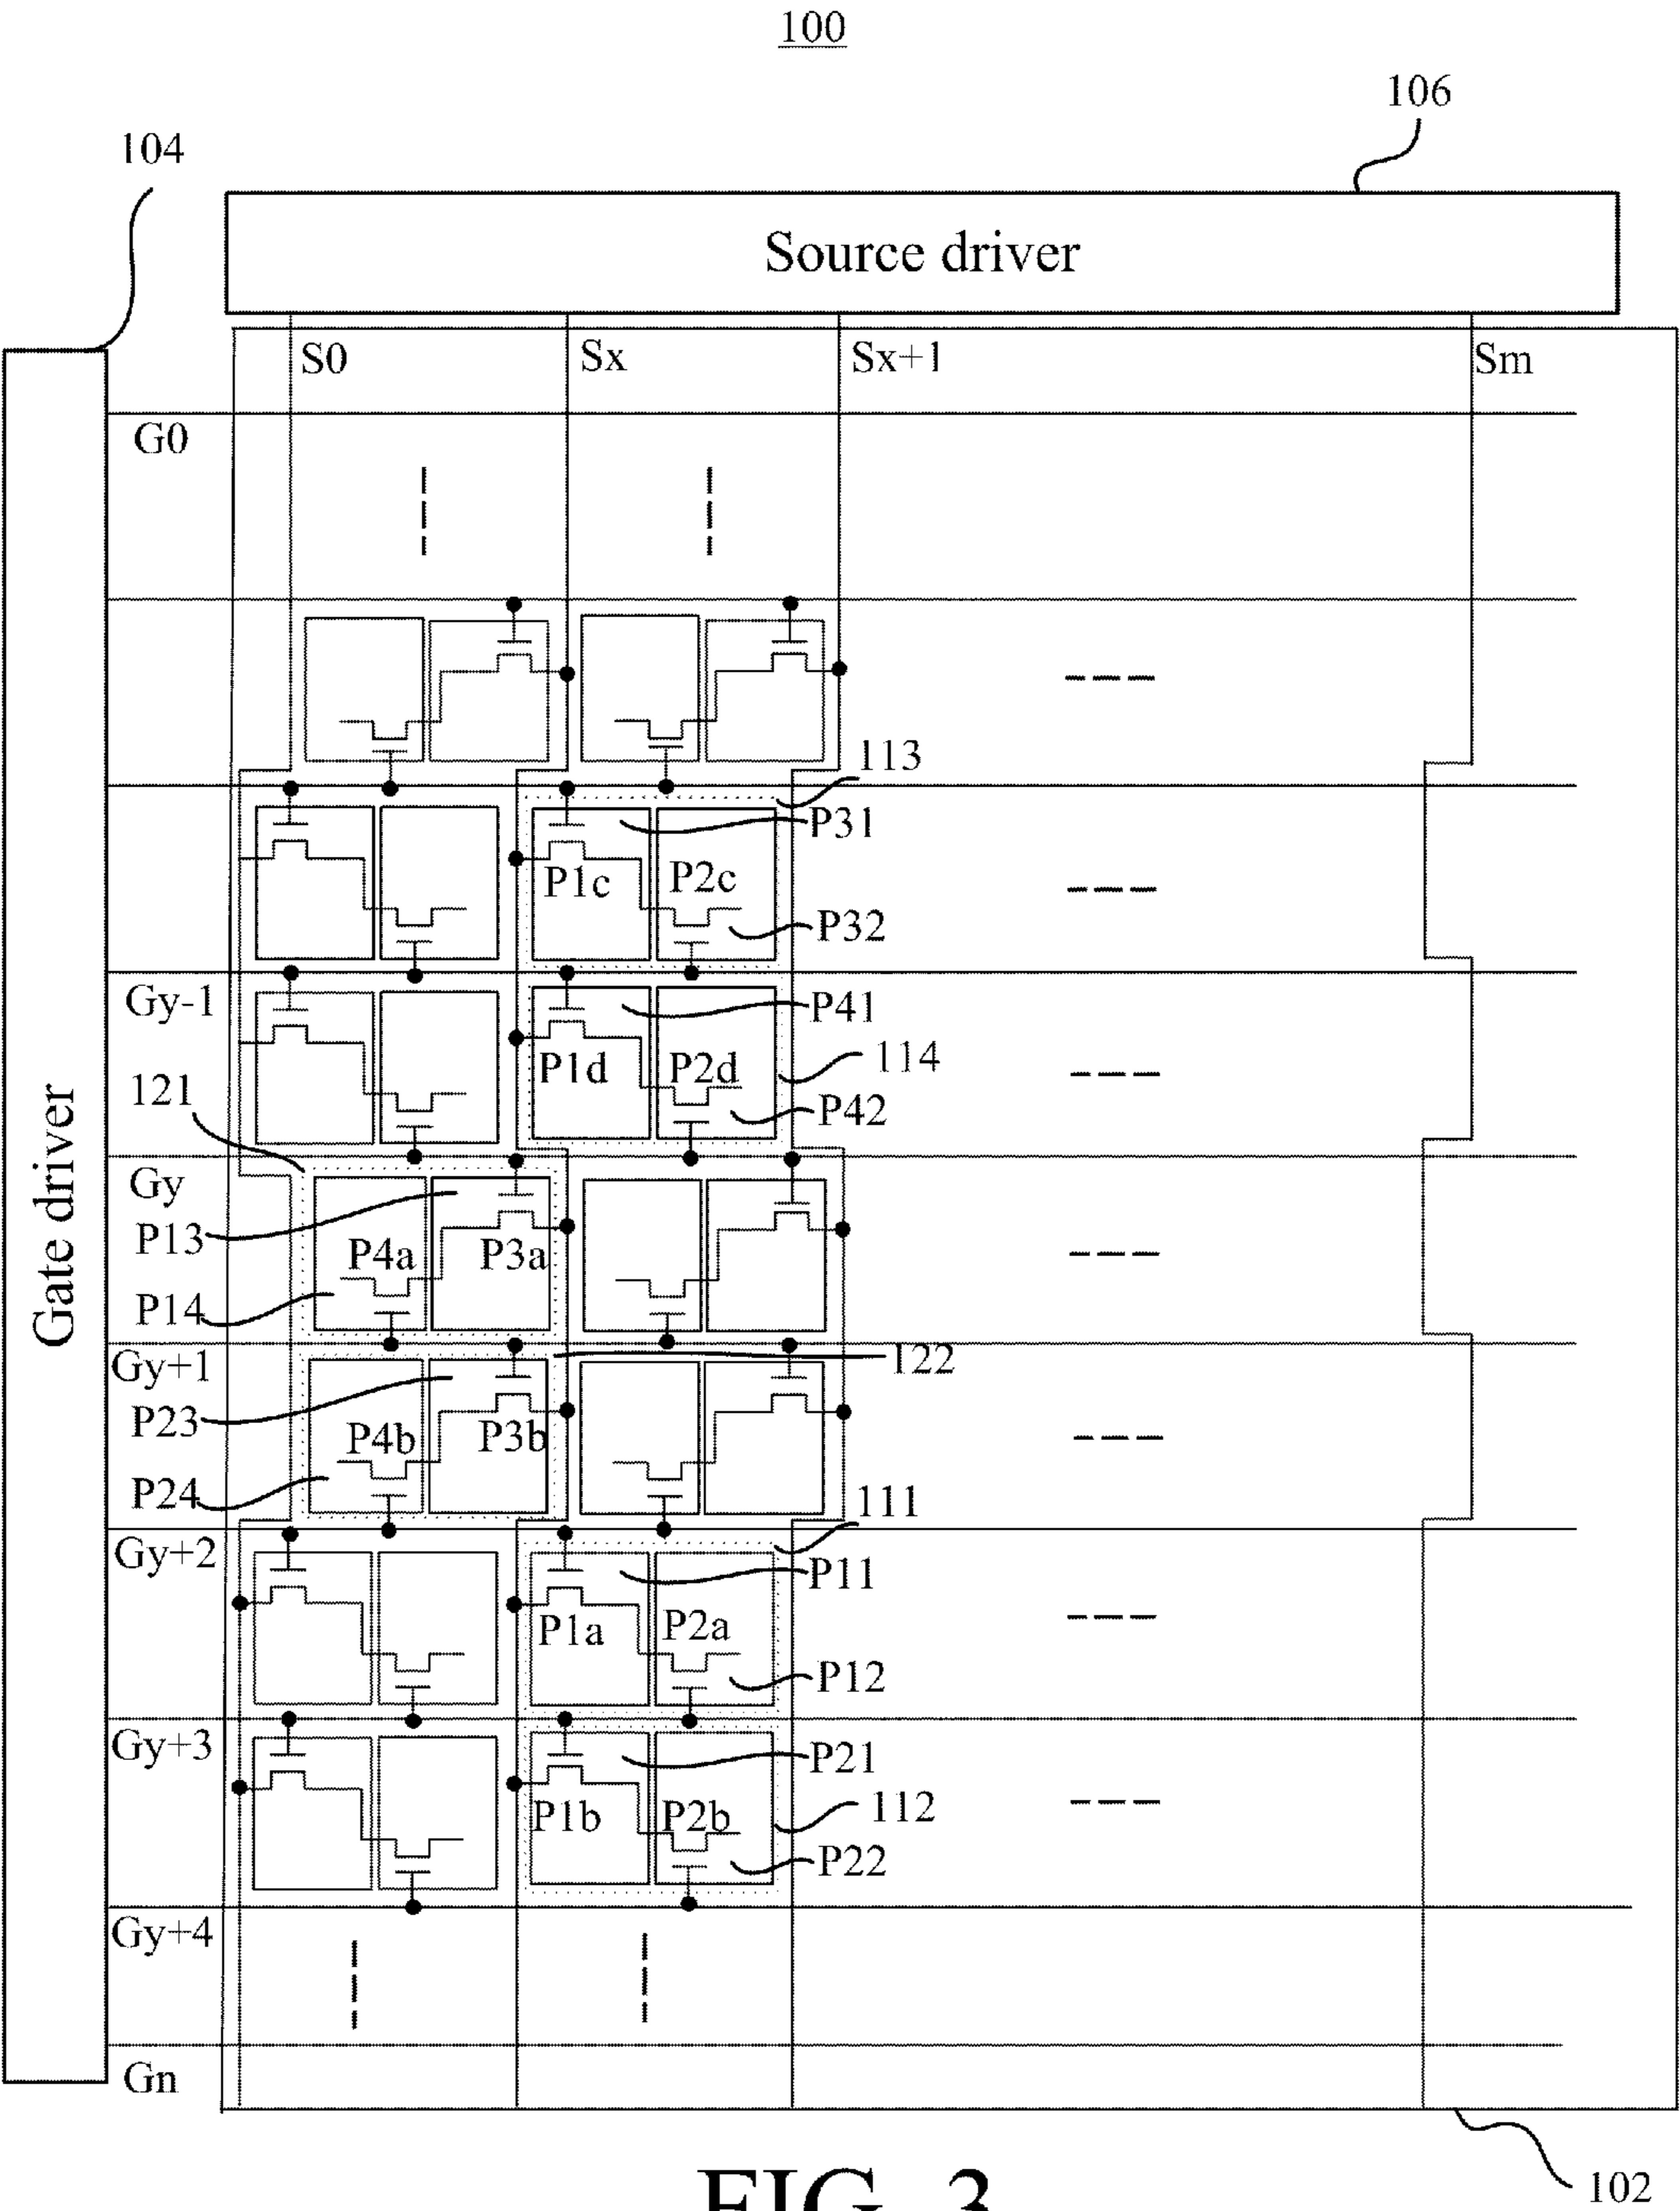 100
106
104
Source driver
S0
Sx
Sx+1
Sm
G0
113
P31
P1c
P2c
P32
Gy-1
P41
114
P1d
P2d
P42
121
Gate driver
Gy
P13
P4a
P3a
P14
Gy+1
122
P23
P4b
P3b
P24
111
Gy+2
P11
P1a
P2a
P12
Gy+3
P21
112
P1b
P2b
P22
Gy+4
Gn
102
FIG. 3